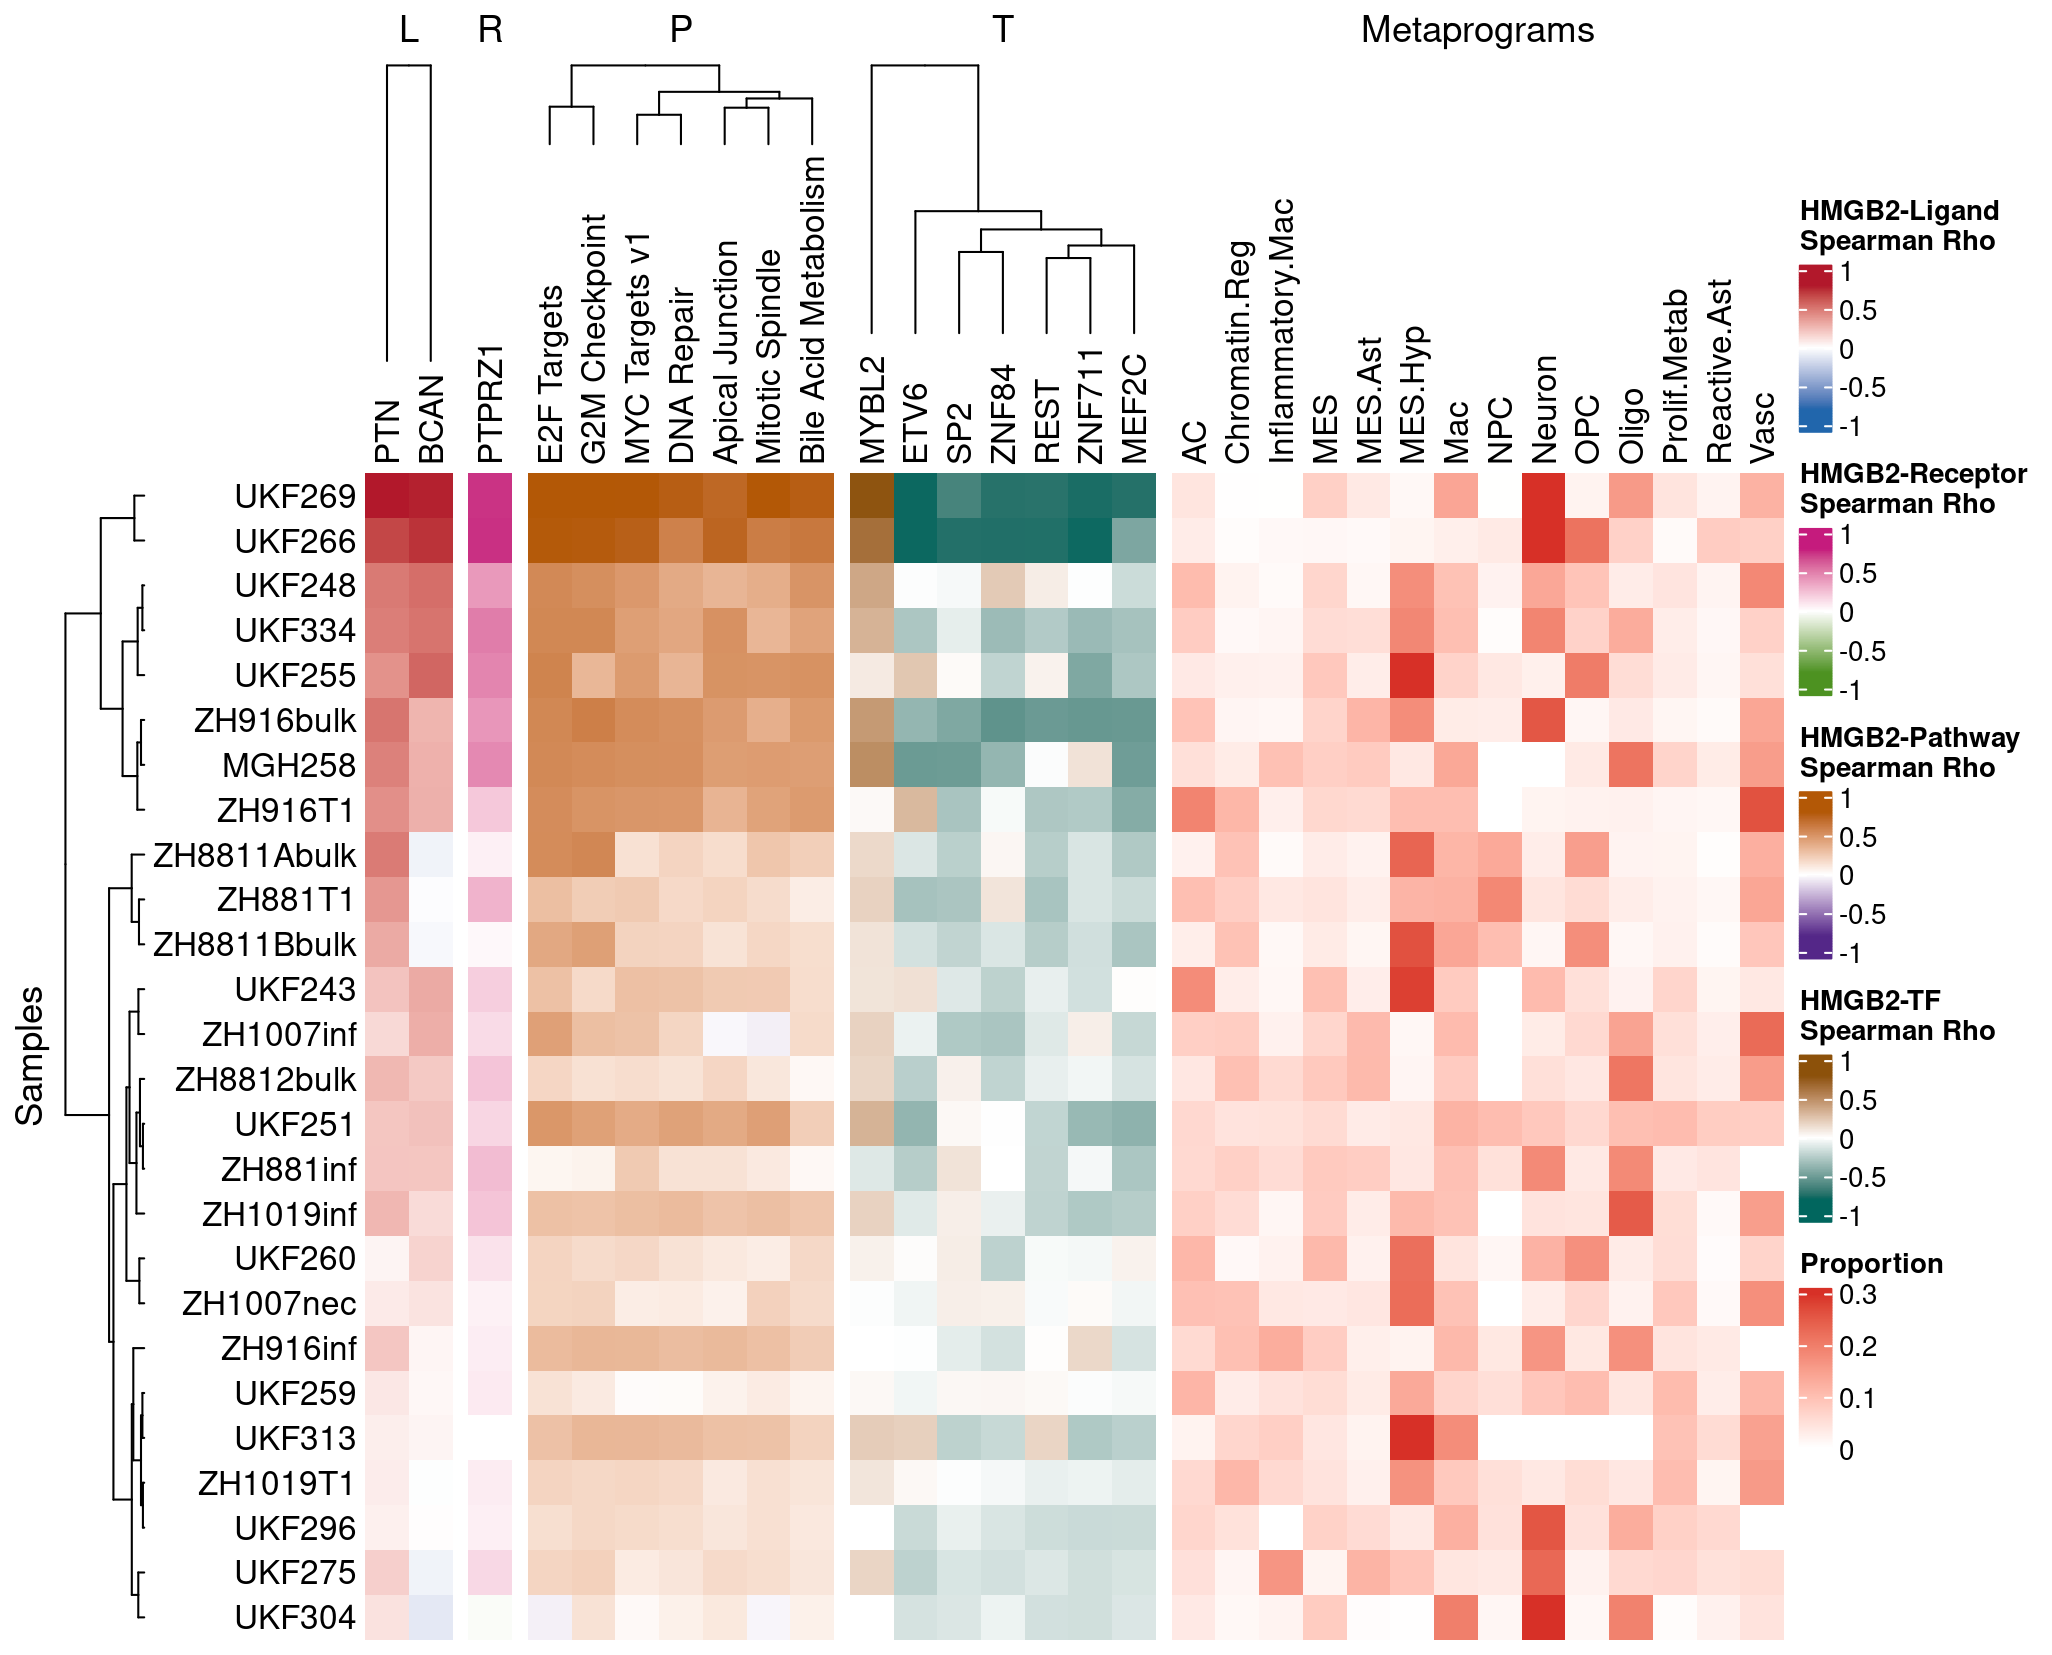 L R P T Metaprograms
PTN
BCAN
PTPRZ1
E2F Targets
G2M Checkpoint
MYC Targets v1
DNA Repair
Apical Junction
Mitotic Spindle
Bile Acid Metabolism
MYBL2
ETV6
SP2
ZNF84
REST
ZNF711
MEF2C
AC
Chromatin.Reg
Inflammatory.Mac
MES
MES.Ast
MES.Hyp
Mac
NPC
Neuron
OPC
Oligo
Prolif.Metab
Reactive.Ast
Vasc
Samples
UKF269
UKF266
UKF248
UKF334
UKF255
ZH916bulk
MGH258
ZH916T1
ZH8811Abulk
ZH881T1
ZH8811Bbulk
UKF243
ZH1007inf
ZH8812bulk
UKF251
ZH881inf
ZH1019inf
UKF260
ZH1007nec
ZH916inf
UKF259
UKF313
ZH1019T1
UKF296
UKF275
UKF304
HMGB2-Ligand
Spearman Rho
1
0.5
0
-0.5
-1
HMGB2-Receptor
Spearman Rho
1
0.5
0
-0.5
-1
HMGB2-Pathway
Spearman Rho
1
0.5
0
-0.5
-1
HMGB2-TF
Spearman Rho
1
0.5
0
-0.5
-1
Proportion
0.3
0.2
0.1
0